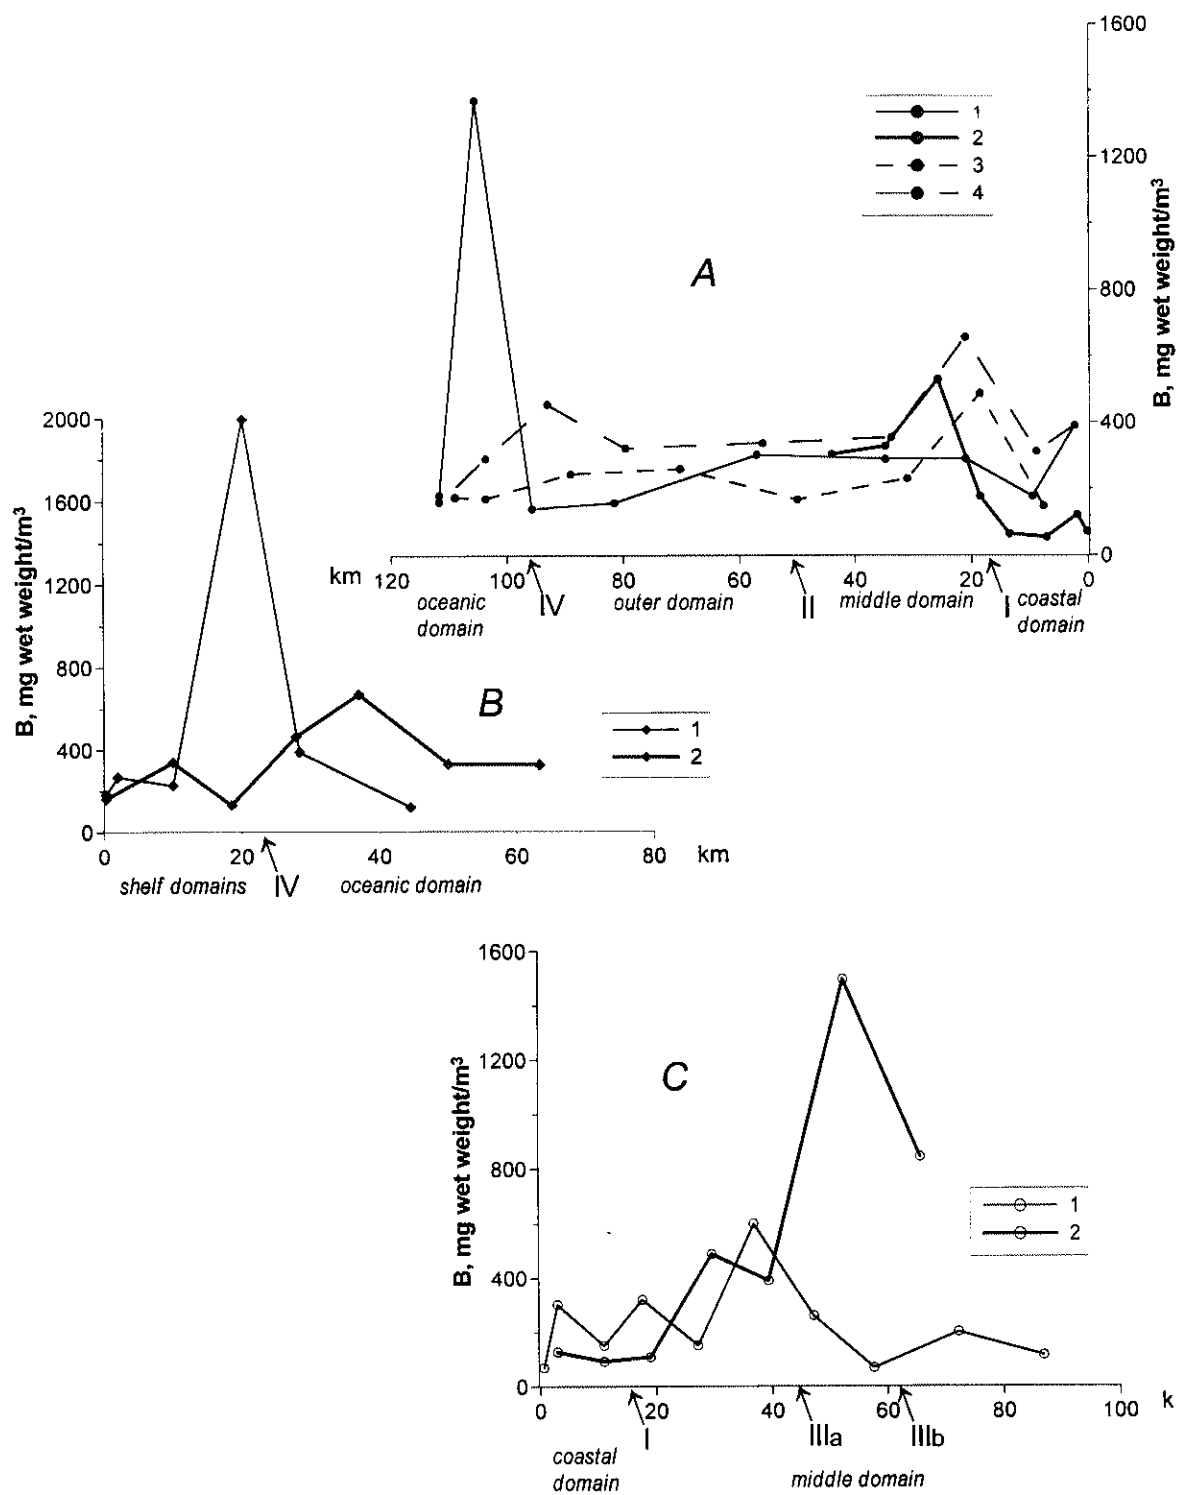 1600
1
2
3
4
1200
A
800
B, mg wet weight/m³
400
0
km 120 100 80 60 40 20 0
oceanic domain
IV
outer domain
II
middle domain
I
coastal domain
2000
1600
1200
800
400
0
B, mg wet weight/m³
B
1
2
0 20 40 60 80 km
shelf domains
IV
oceanic domain
1600
1200
800
400
0
B, mg wet weight/m³
C
1
2
0 20 40 60 80 100 k
I
IIIa
IIIb
coastal domain
middle domain